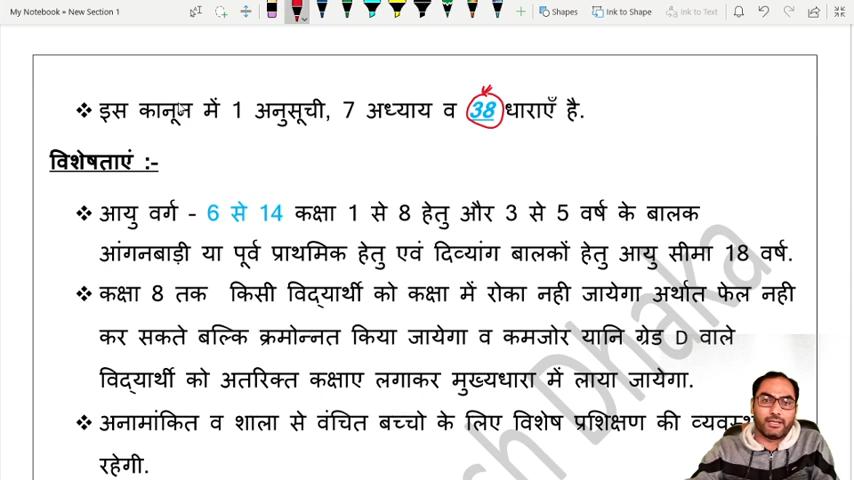 My Notebook » New Section 1
Shapes Ink to Shape Ink to Text
❖ इस कानून में 1 अनुसूची, 7 अध्याय व 38 धाराएँ है.
विशेषताएं :-
❖ आयु वर्ग - 6 से 14 कक्षा 1 से 8 हेतु और 3 से 5 वर्ष के बालक
आंगनबाड़ी या पूर्व प्राथमिक हेतु एवं दिव्यांग बालकों हेतु आयु सीमा 18 वर्ष.
❖ कक्षा 8 तक किसी विद्यार्थी को कक्षा में रोका नही जायेगा अर्थात फेल नही
कर सकते बल्कि क्रमोन्नत किया जायेगा व कमजोर यानि ग्रेड D वाले
विद्यार्थी को अतरिक्त कक्षाए लगाकर मुख्यधारा में लाया जायेगा.
❖ अनामांकित व शाला से वंचित बच्चो के लिए विशेष प्रशिक्षण की
रहेगी.
Dhaka